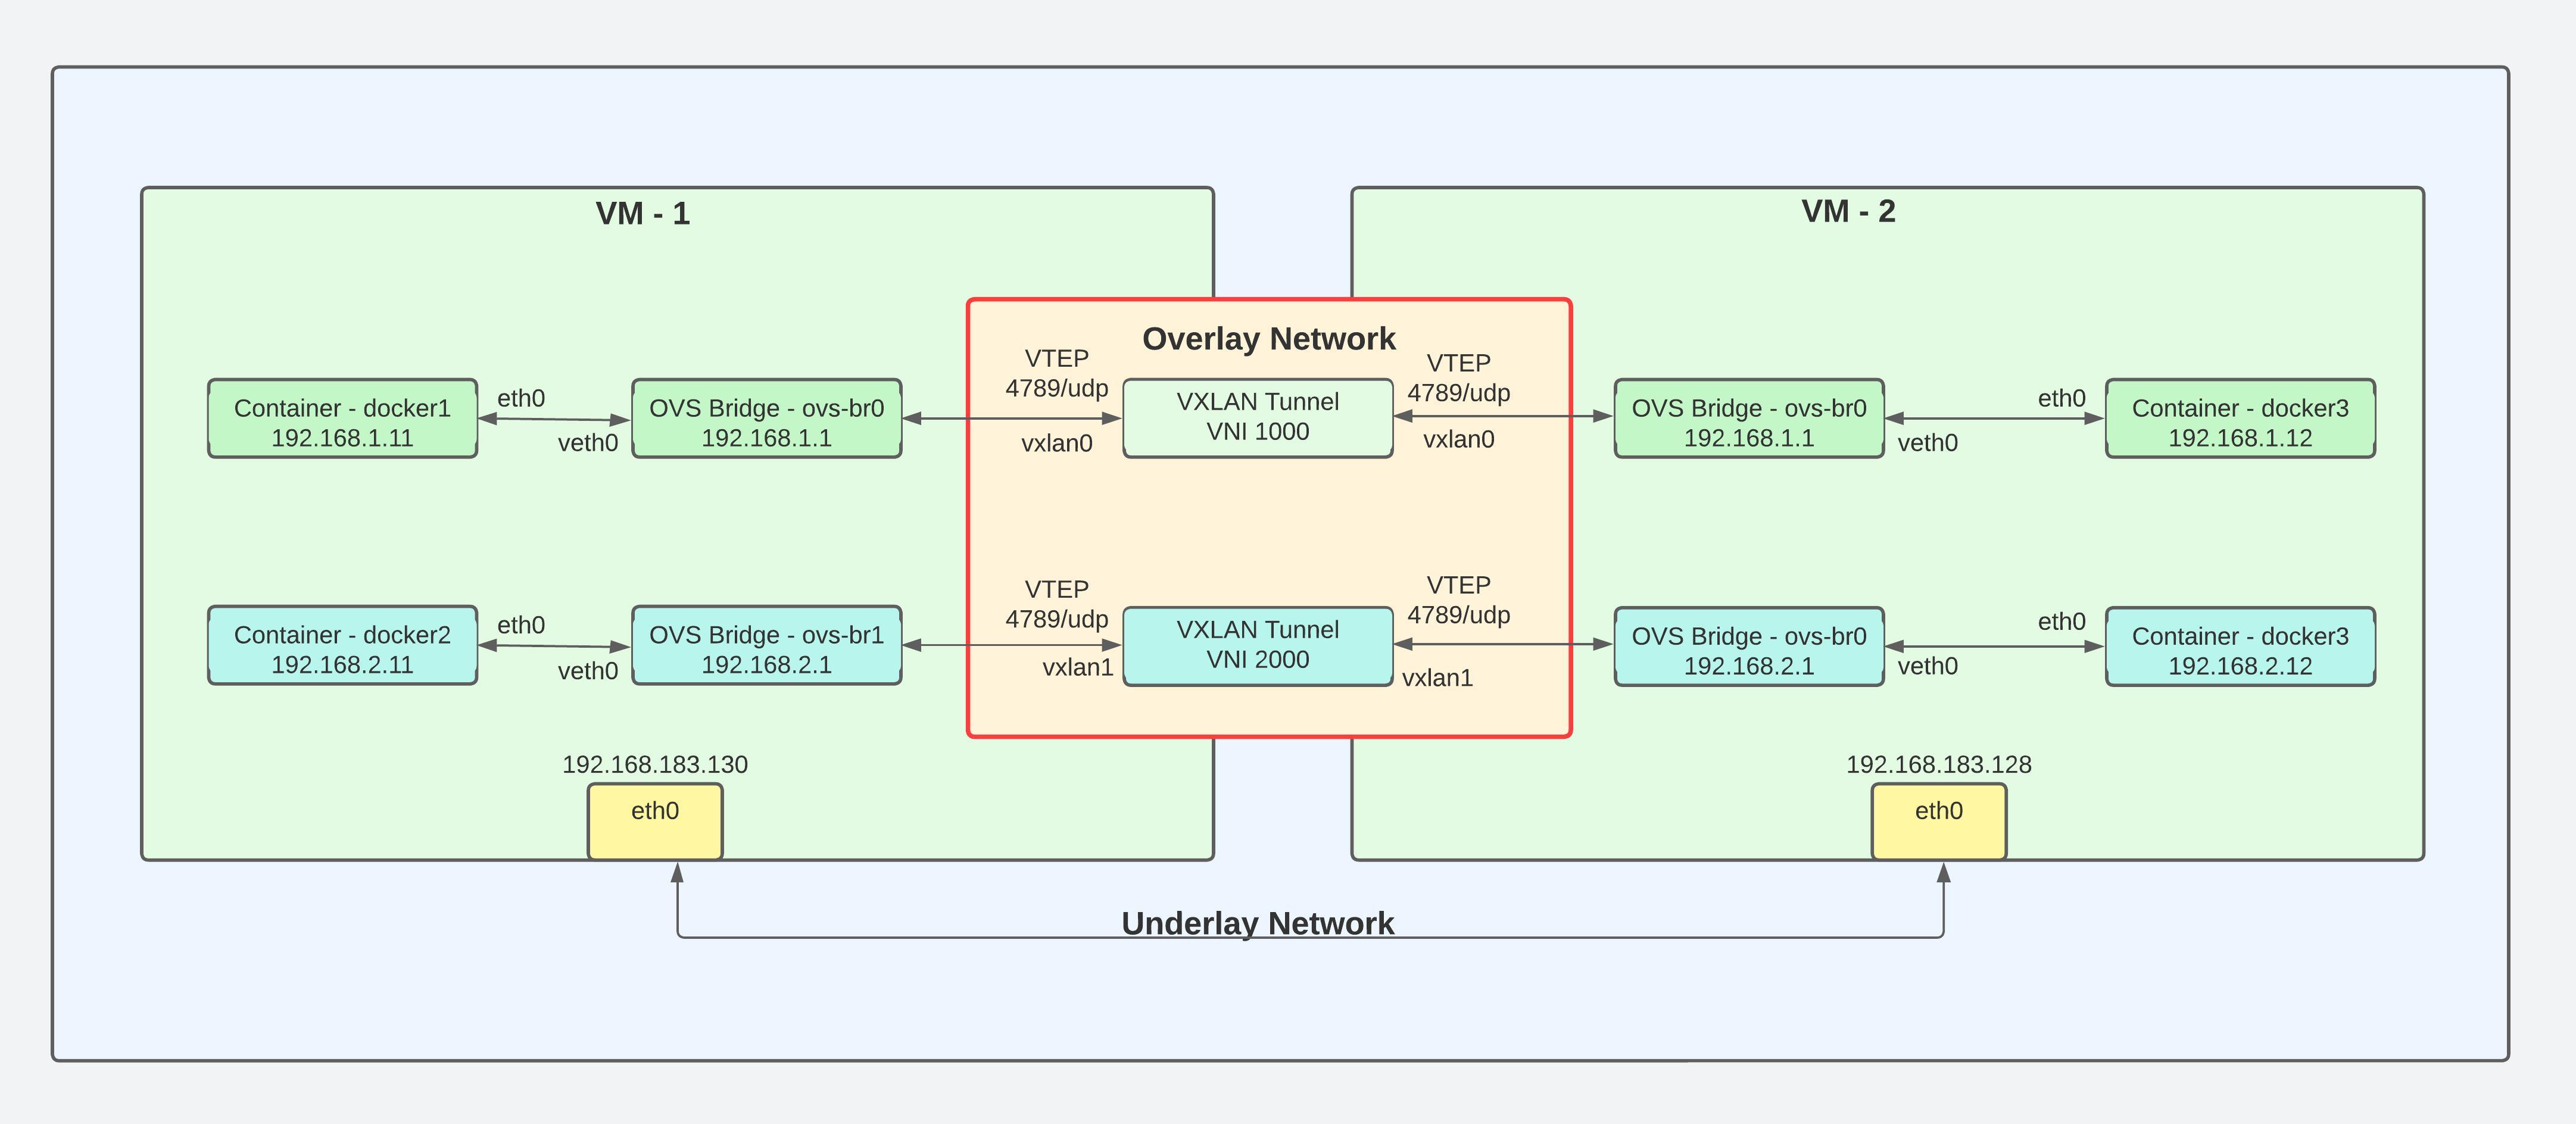 VM - 1
VM - 2
Overlay Network
VTEP
4789/udp
VTEP
4789/udp
Container - docker1
192.168.1.11
eth0
veth0
OVS Bridge - ovs-br0
192.168.1.1
vxlan0
VXLAN Tunnel
VNI 1000
vxlan0
OVS Bridge - ovs-br0
192.168.1.1
eth0
veth0
Container - docker3
192.168.1.12
VTEP
4789/udp
VTEP
4789/udp
Container - docker2
192.168.2.11
eth0
veth0
OVS Bridge - ovs-br1
192.168.2.1
vxlan1
VXLAN Tunnel
VNI 2000
vxlan1
OVS Bridge - ovs-br0
192.168.2.1
eth0
veth0
Container - docker3
192.168.2.12
192.168.183.130
eth0
192.168.183.128
eth0
Underlay Network